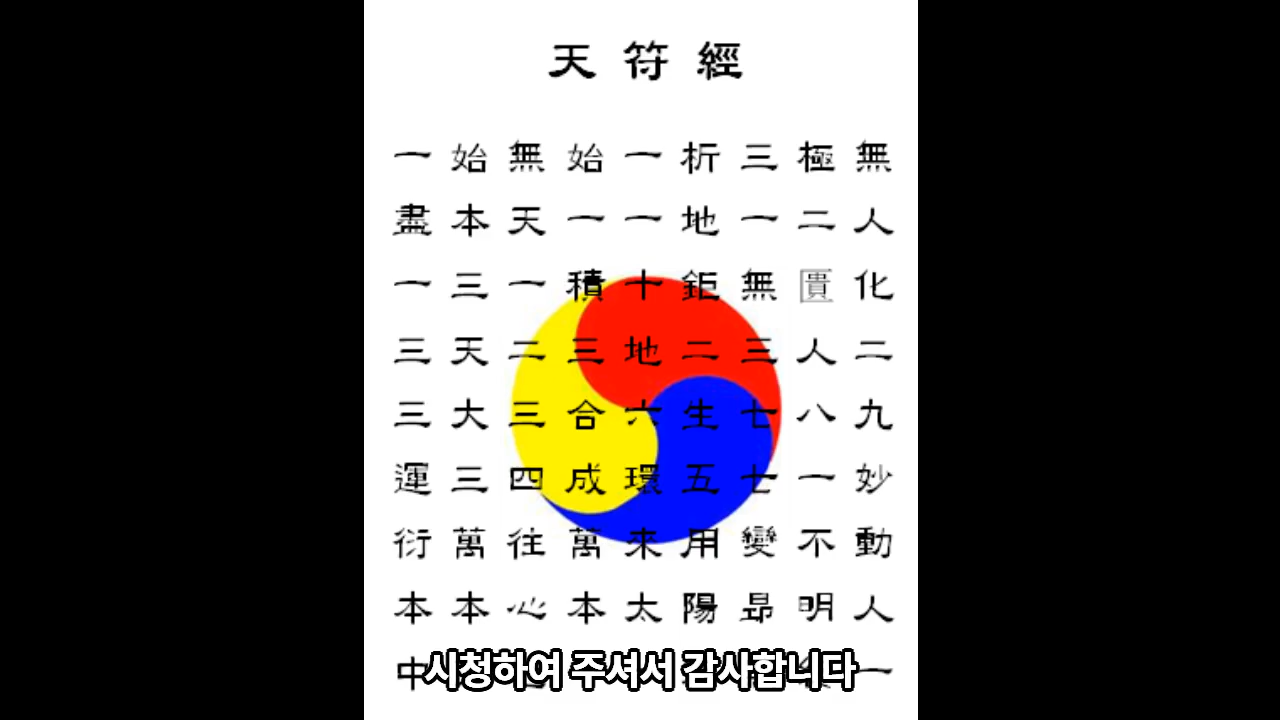 天符經
一始無始一析三極無
盡本天一一地一二人
一三一積十鉅無匱化
三天二三地二三人二
三大三合六生七八九
運三四成環五七一妙
衍萬往萬來用變不動
本本心本太陽昻明人
中
一
시청하여 주셔서 감사합니다